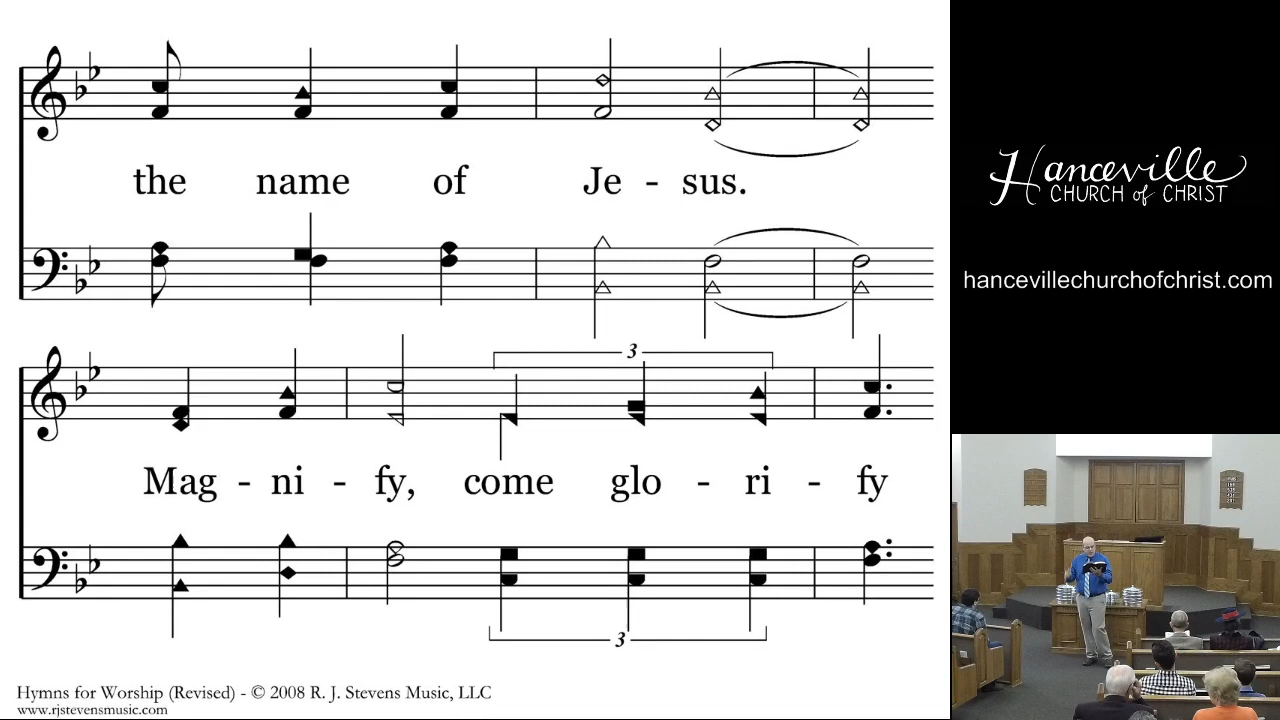 the name of Je - sus.
3
Mag - ni - fy, come glo - ri - fy
3
Hymns for Worship (Revised) - © 2008 R. J. Stevens Music, LLC
www.rjstevensmusic.com
Hanceville
CHURCH of CHRIST
hancevillechurchofchrist.com